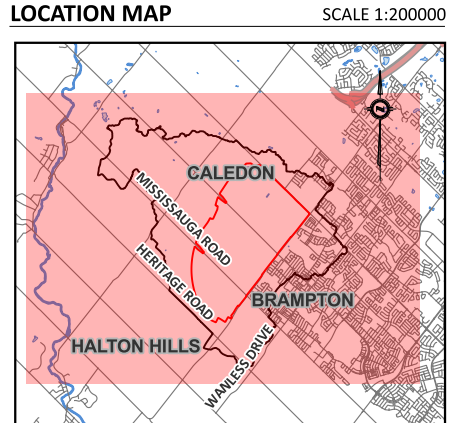 LOCATION MAP
SCALE 1:200000
N
CALEDON
MISSISSAUGA ROAD
HERITAGE ROAD
BRAMPTON
HALTON HILLS
WANLESS DRIVE